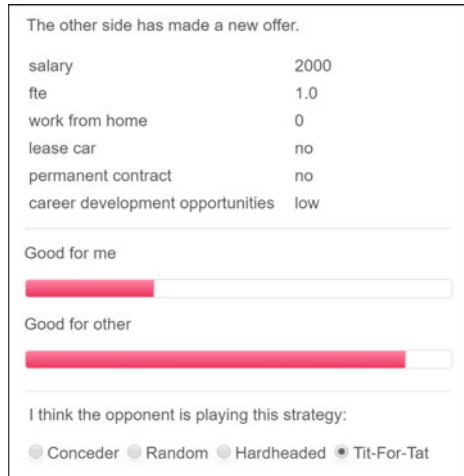 The other side has made a new offer.
salary 2000
fte 1.0
work from home 0
lease car no
permanent contract no
career development opportunities low
Good for me
Good for other
I think the opponent is playing this strategy:
Conceder Random Hardheaded Tit-For-Tat